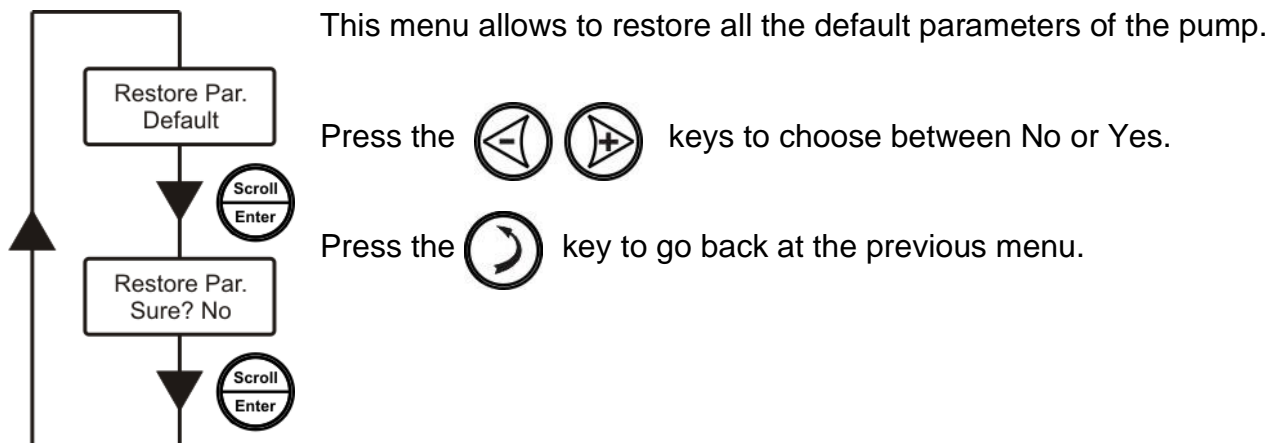 This menu allows to restore all the default parameters of the pump.
Restore Par.
Default
Press the - + keys to choose between No or Yes.
Scroll
Enter
Press the key to go back at the previous menu.
Restore Par.
Sure? No
Scroll
Enter